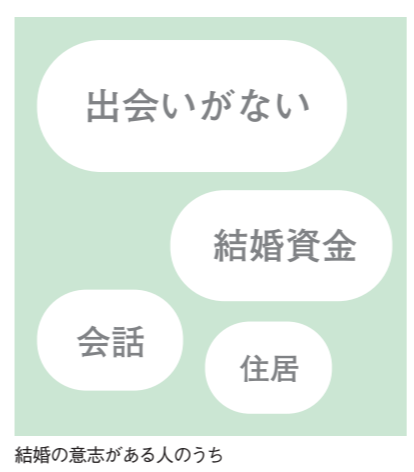 出会いがない
結婚資金
会話
住居
結婚の意志がある人のうち